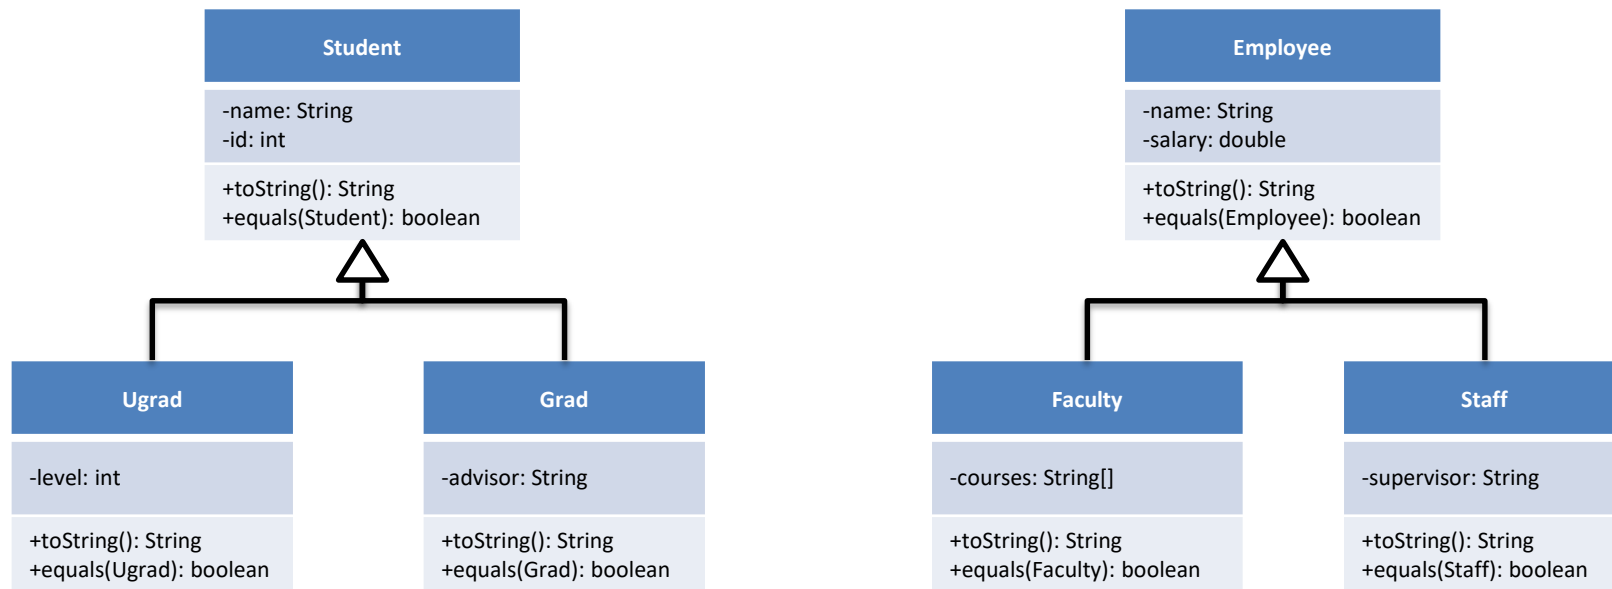 Student
-name: String
-id: int
+toString(): String
+equals(Student): boolean
Employee
-name: String
-salary: double
+toString(): String
+equals(Employee): boolean
Ugrad
-level: int
+toString(): String
+equals(Ugrad): boolean
Grad
-advisor: String
+toString(): String
+equals(Grad): boolean
Faculty
-courses: String[]
+toString(): String
+equals(Faculty): boolean
Staff
-supervisor: String
+toString(): String
+equals(Staff): boolean